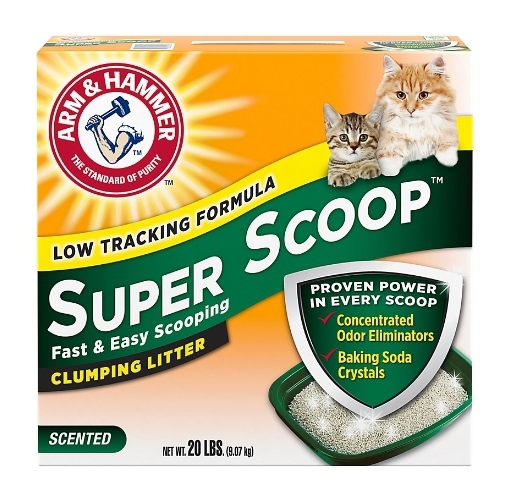 ARM & HAMMER
THE STANDARD OF PURITY
TM
TM
LOW TRACKING FORMULA
SUPER SCOOP™
Fast & Easy Scooping
CLUMPING LITTER
PROVEN POWER
IN EVERY SCOOP
✓ Concentrated
Odor Eliminators
✓ Baking Soda
Crystals
SCENTED
NET WT. 20 LBS. (9.07 kg)